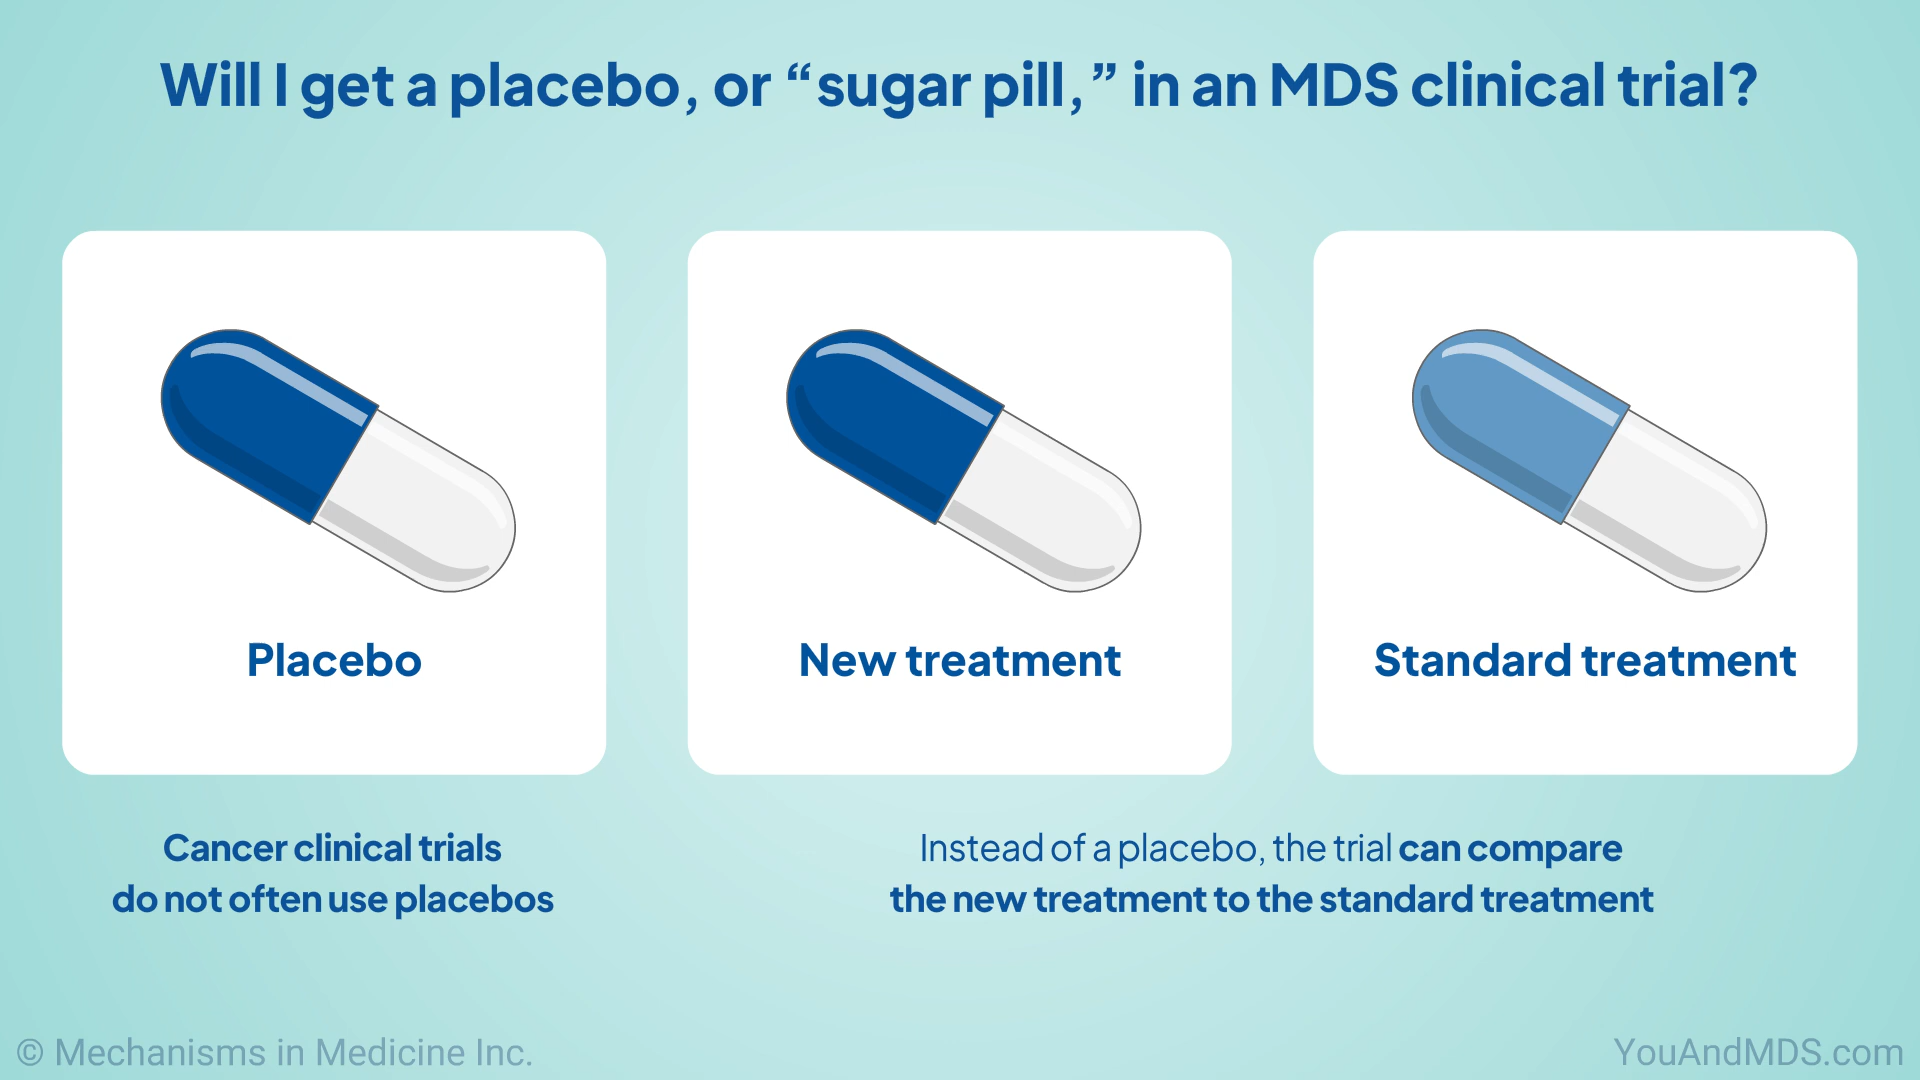 Will I get a placebo, or “sugar pill,” in an MDS clinical trial?
Placebo
New treatment
Standard treatment
Cancer clinical trials
do not often use placebos
Instead of a placebo, the trial can compare
the new treatment to the standard treatment
© Mechanisms in Medicine Inc.
YouAndMDS.com